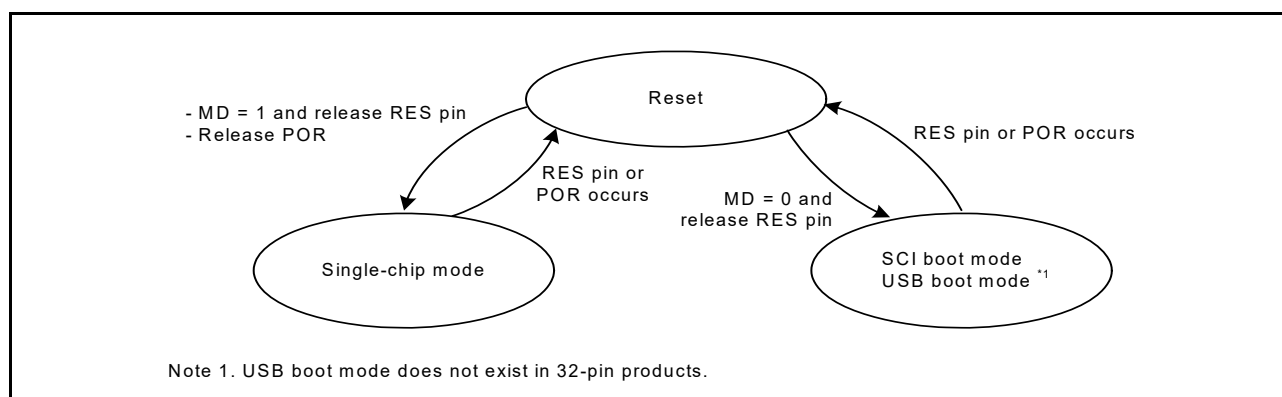 Reset
- MD = 1 and release RES pin
- Release POR
RES pin or
POR occurs
RES pin or POR occurs
MD = 0 and
release RES pin
Single-chip mode
SCI boot mode
USB boot mode *1
Note 1. USB boot mode does not exist in 32-pin products.